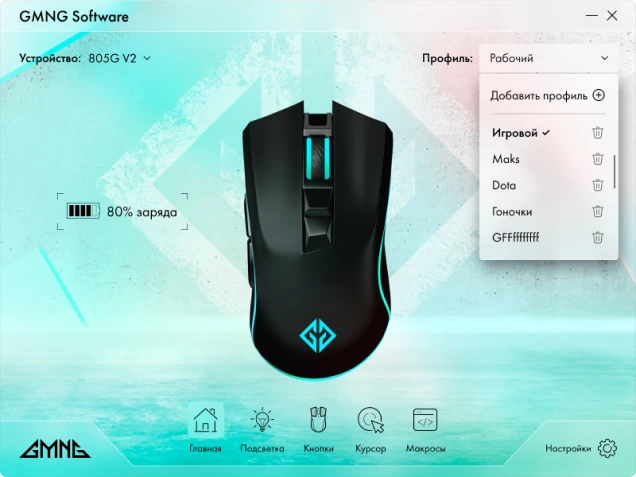 GMNG Software
Устройство: 805G V2
Профиль: Рабочий
Добавить профиль
Игровой
Maks
Dota
Гоночки
GFFffffffff
80% заряда
Главная
Подсветка
Кнопки
Курсор
Макросы
GMNG
Настройки